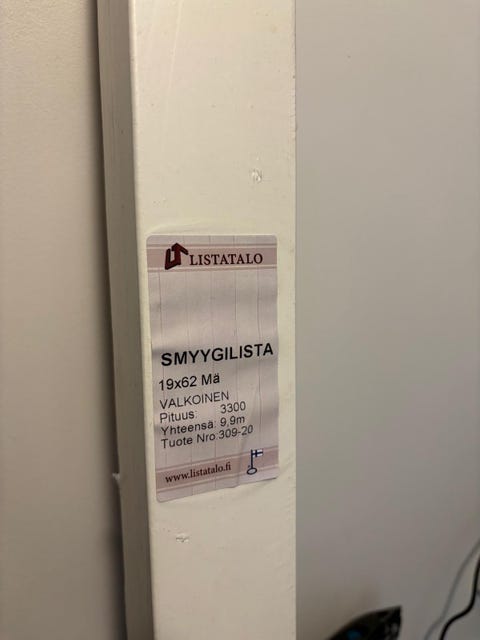 LISTATALO
SMYYGILISTA
19x62 Mä
VALKOINEN
Pituus: 3300
Yhteensä: 9,9m
Tuote Nro:309-20
www.listatalo.fi